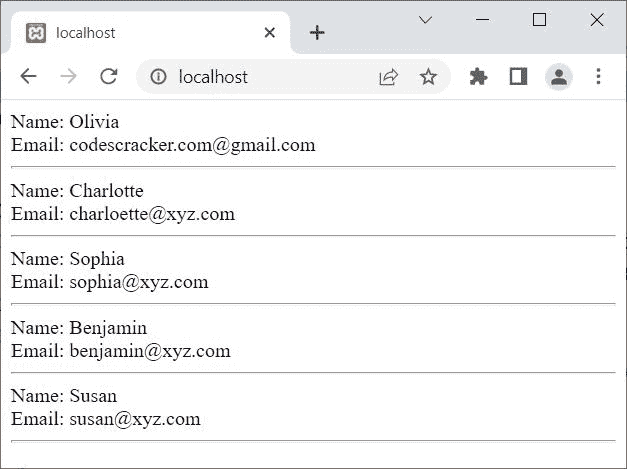 localhost
localhost
Name: Olivia
Email: codescracker.com@gmail.com
Name: Charlotte
Email: charloette@xyz.com
Name: Sophia
Email: sophia@xyz.com
Name: Benjamin
Email: benjamin@xyz.com
Name: Susan
Email: susan@xyz.com